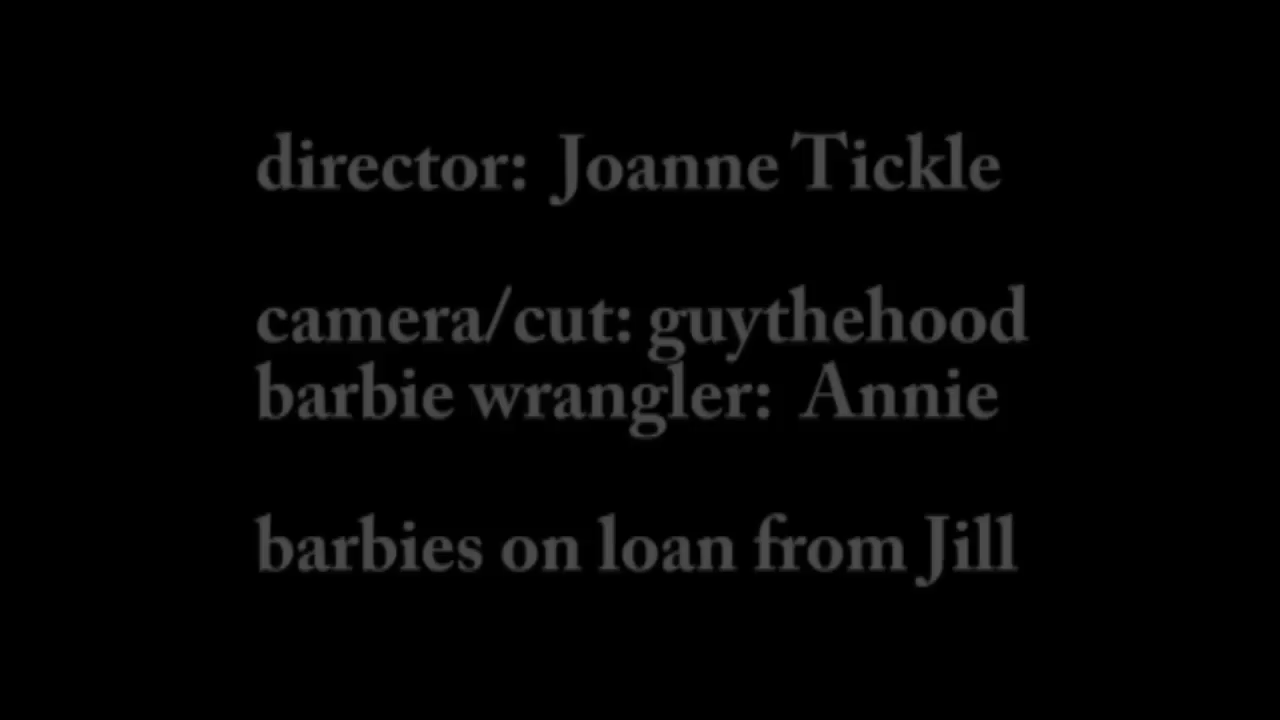 director: Joanne Tickle
camera/cut: guythehood
barbie wrangler: Annie
barbies on loan from Jill